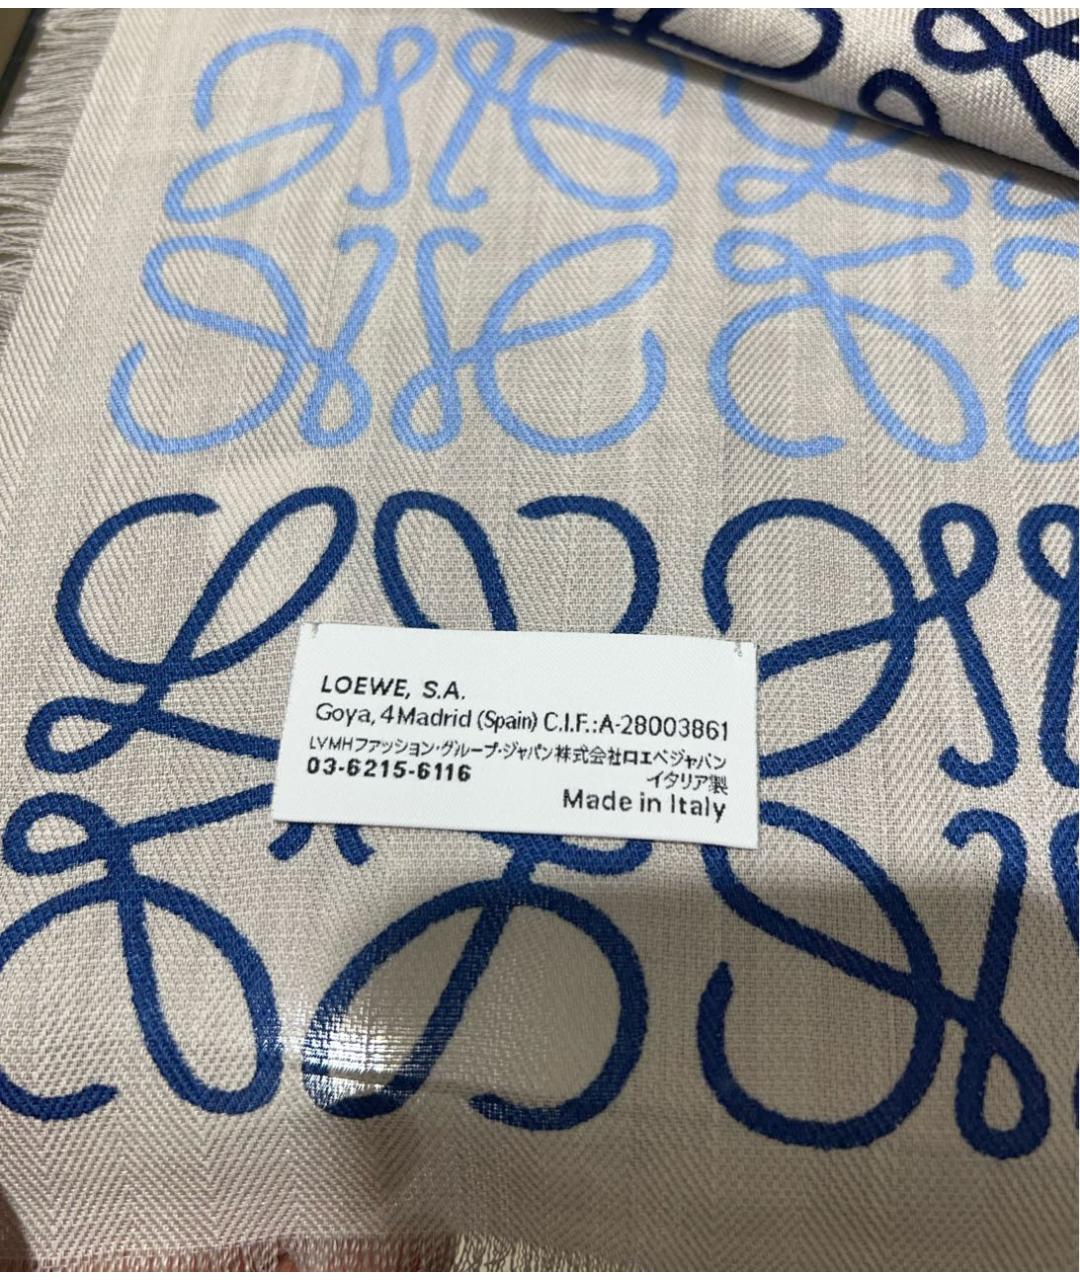 LOEWE, S.A.
Goya, 4 Madrid (Spain) C.I.F.:A-28003861
LVMHファッション・グループ・ジャパン株式会社ロエベジャパン
イタリア製
03-6215-6116
Made in Italy